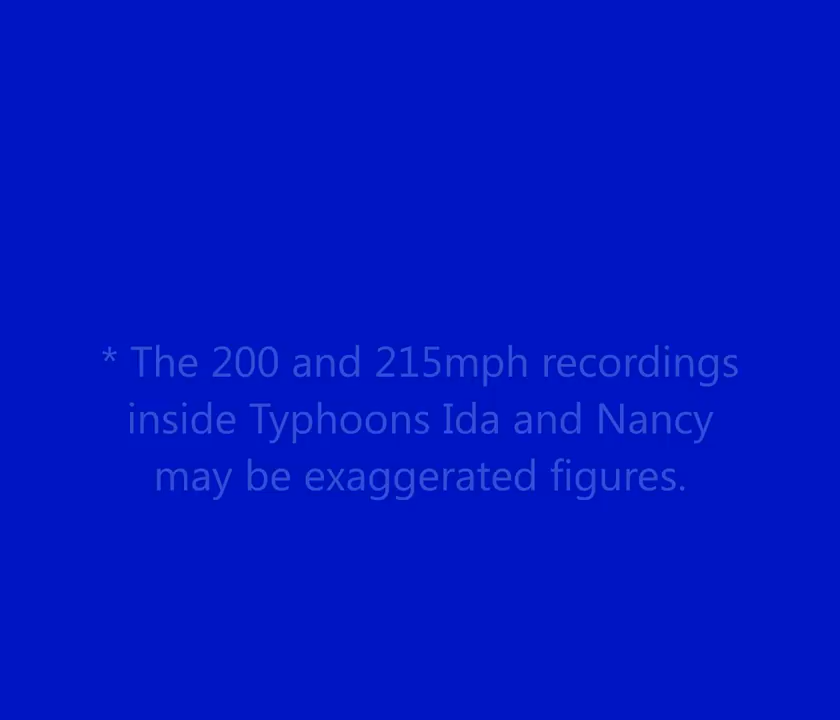 * The 200 and 215mph recordings
inside Typhoons Ida and Nancy
may be exaggerated figures.